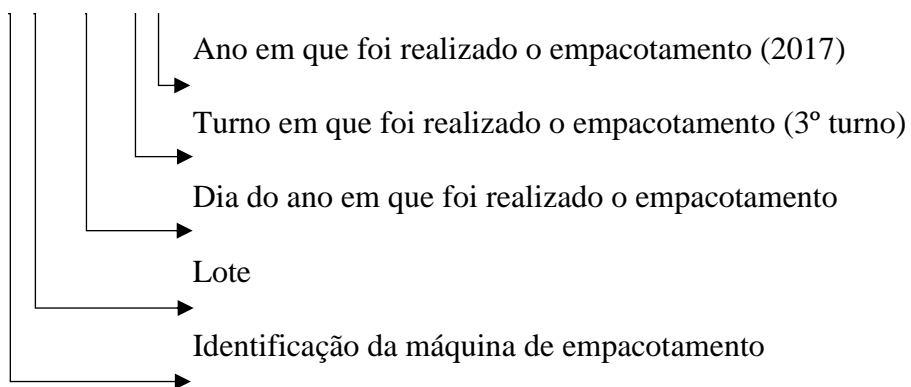 Ano em que foi realizado o empacotamento (2017)
Turno em que foi realizado o empacotamento (3º turno)
Dia do ano em que foi realizado o empacotamento
Lote
Identificação da máquina de empacotamento